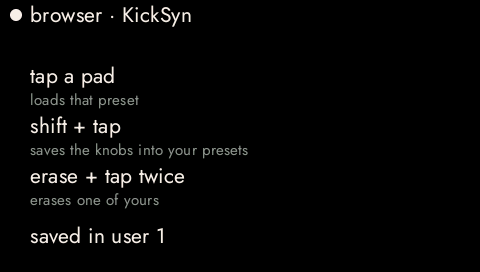 browser · KickSyn
tap a pad
loads that preset
shift + tap
saves the knobs into your presets
erase + tap twice
erases one of yours
saved in user 1